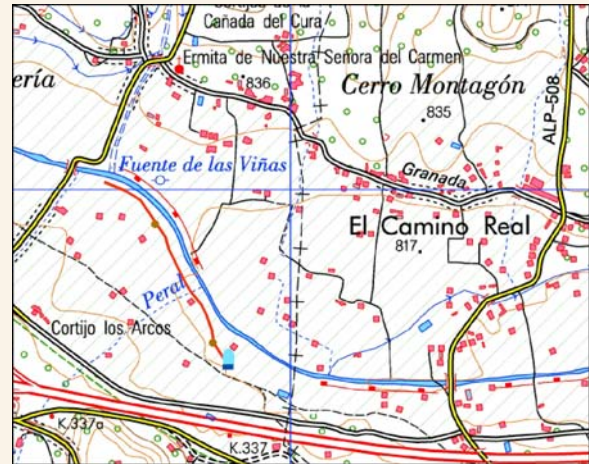 Cañada del Cura
Ermita de Nuestra Señora del Carmen
836
ería
Cerro Montagón
835
ALP-508
Fuente de las Viñas
Granada
El Camino Real
817
Peral
Cortijo los Arcos
K.337a
K.337